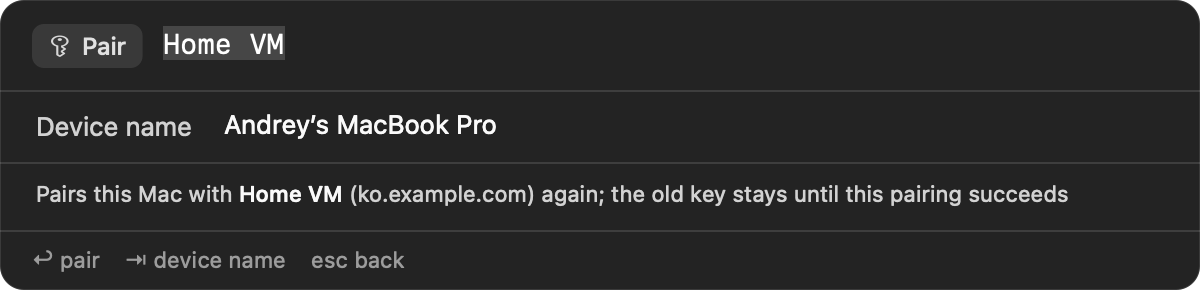 Pair Home VM
Device name Andrey’s MacBook Pro
Pairs this Mac with Home VM (ko.example.com) again; the old key stays until this pairing succeeds
↩ pair ⇥ device name esc back